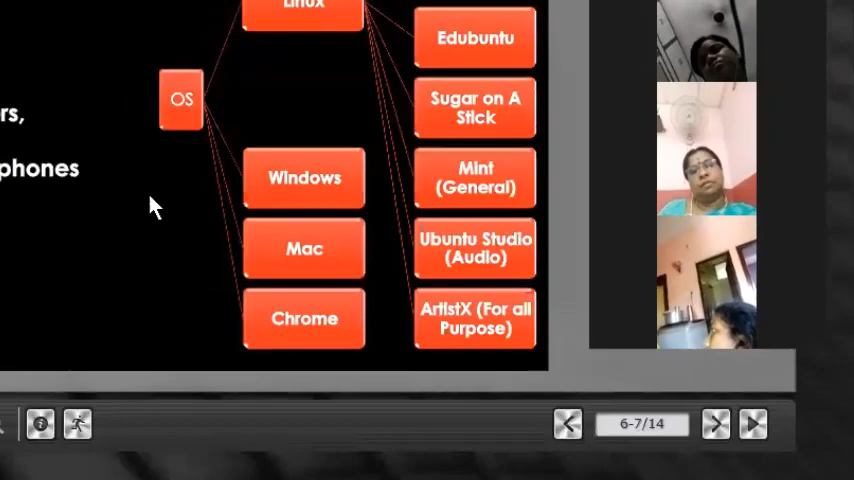 Linux
Edubuntu
OS
Sugar on A
Stick
rs,
phones
Windows
Mint
(General)
Mac
Ubuntu Studio
(Audio)
Chrome
ArtistX (For all
Purpose)
6-7/14